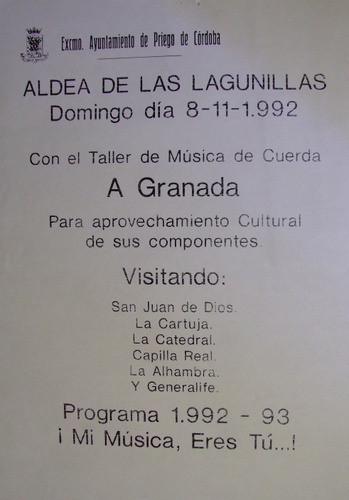 Excmo. Ayuntamiento de Priego de Córdoba
ALDEA DE LAS LAGUNILLAS
Domingo día 8-11-1.992
Con el Taller de Música de Cuerda
A Granada
Para aprovechamiento Cultural
de sus componentes.
Visitando:
San Juan de Dios.
La Cartuja.
La Catedral.
Capilla Real.
La Alhambra.
Y Generalife.
Programa 1.992 - 93
¡ Mi Música, Eres Tú...!